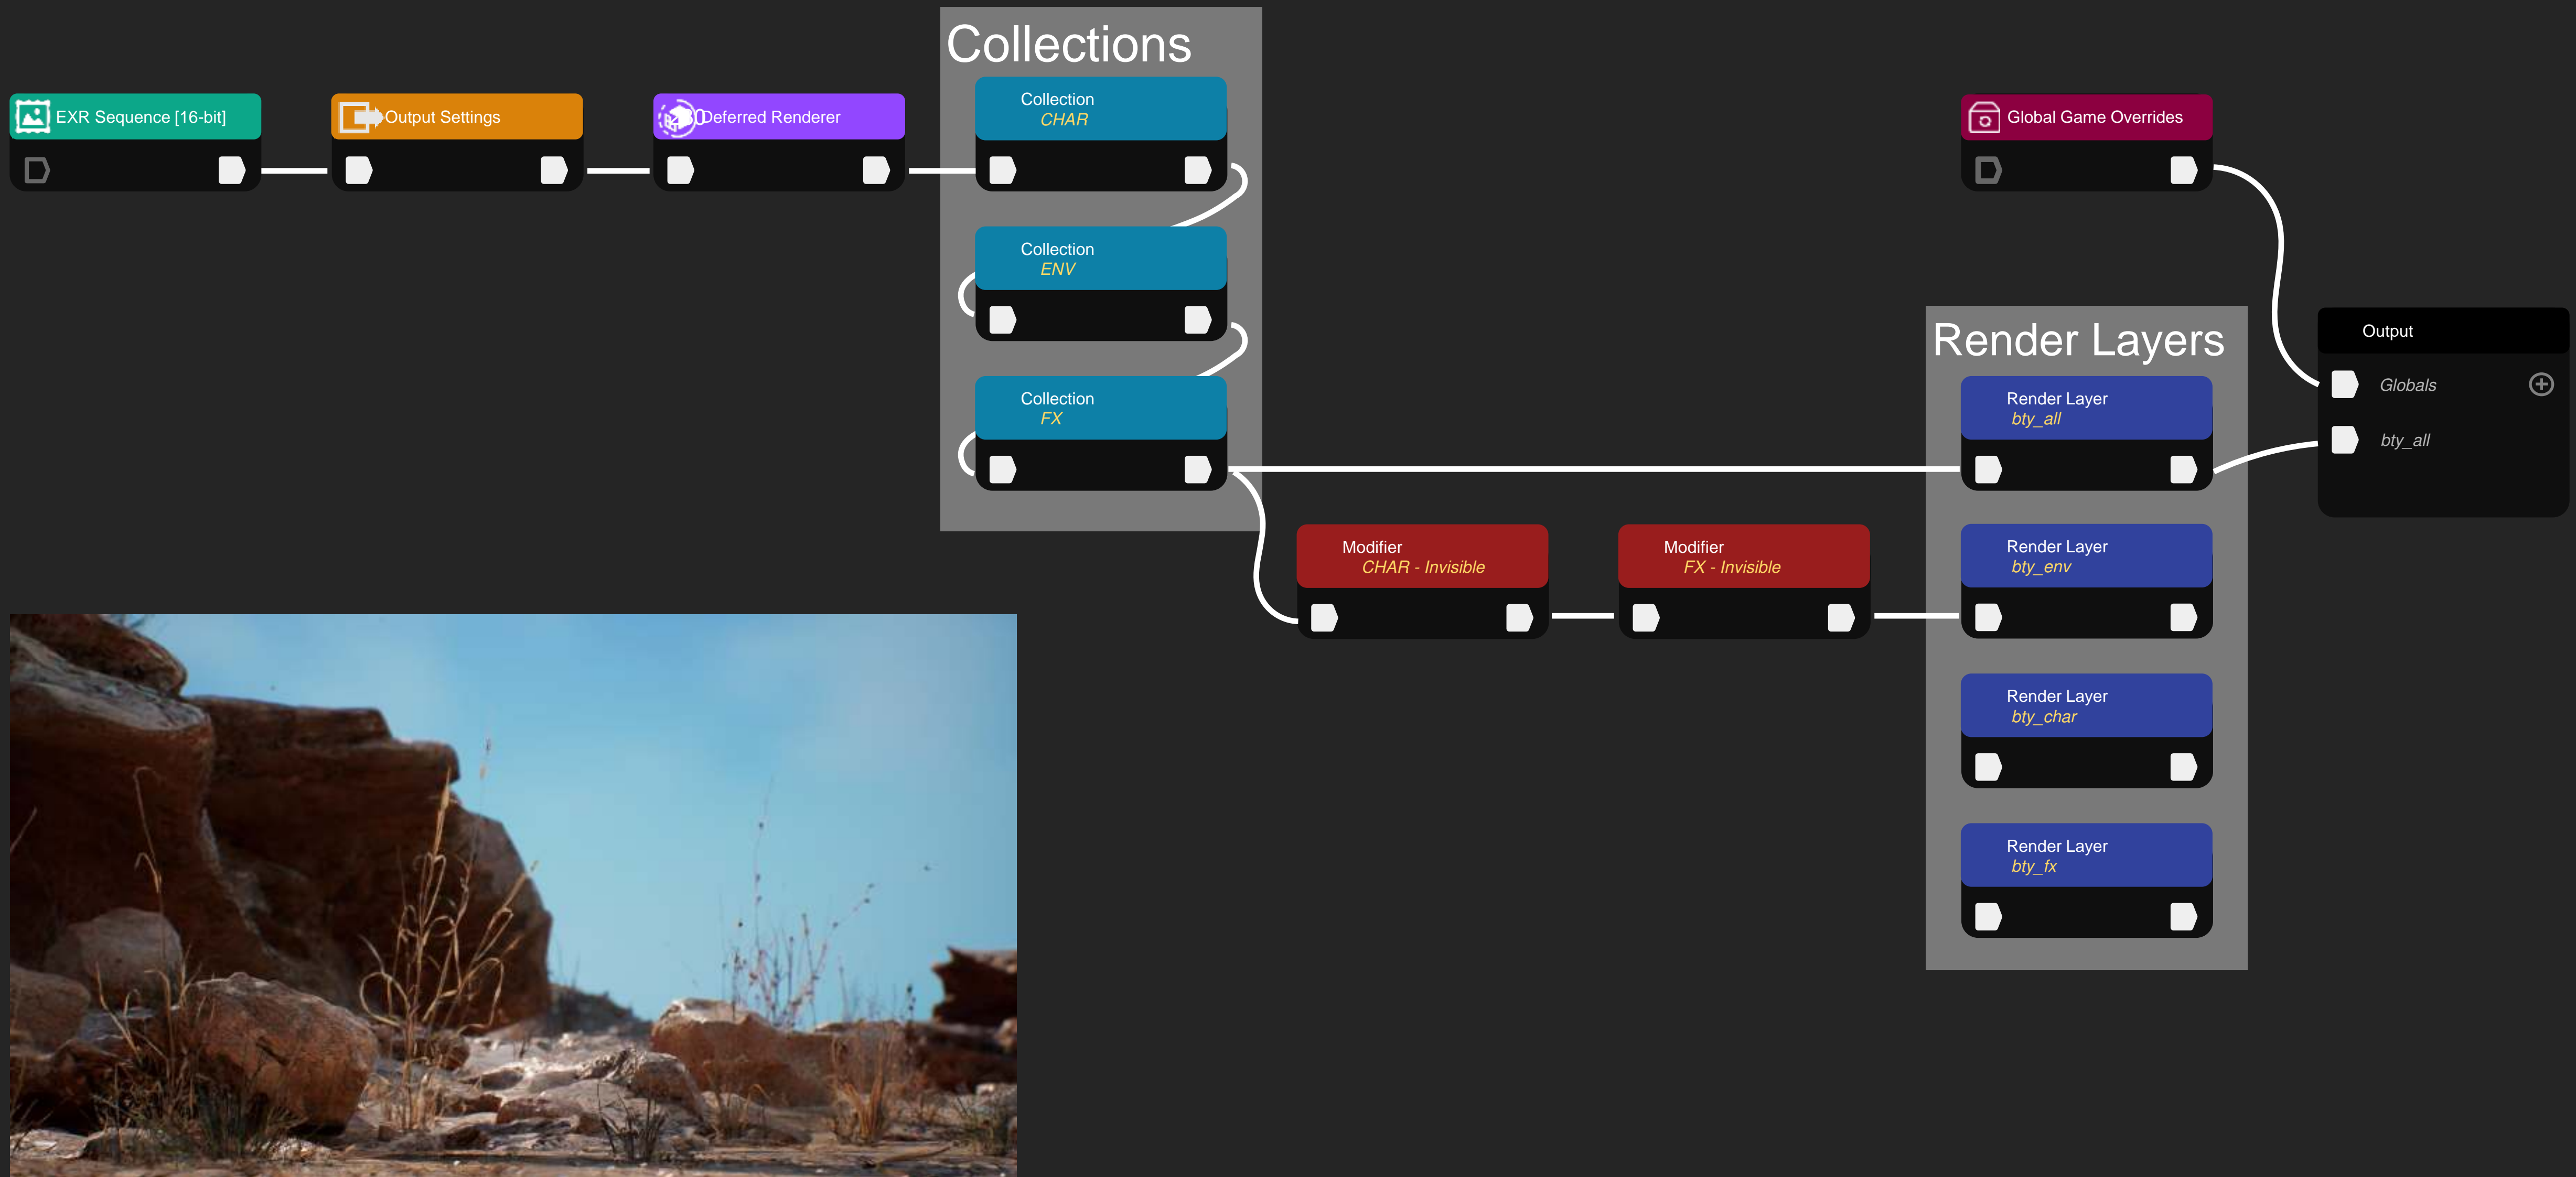 Collections
EXR Sequence [16-bit]
Output Settings
Deferred Renderer
Collection
CHAR
Collection
ENV
Collection
FX
Global Game Overrides
Render Layers
Output
Globals
bty_all
Render Layer
bty_all
Modifier
CHAR - Invisible
Modifier
FX - Invisible
Render Layer
bty_env
Render Layer
bty_char
Render Layer
bty_fx